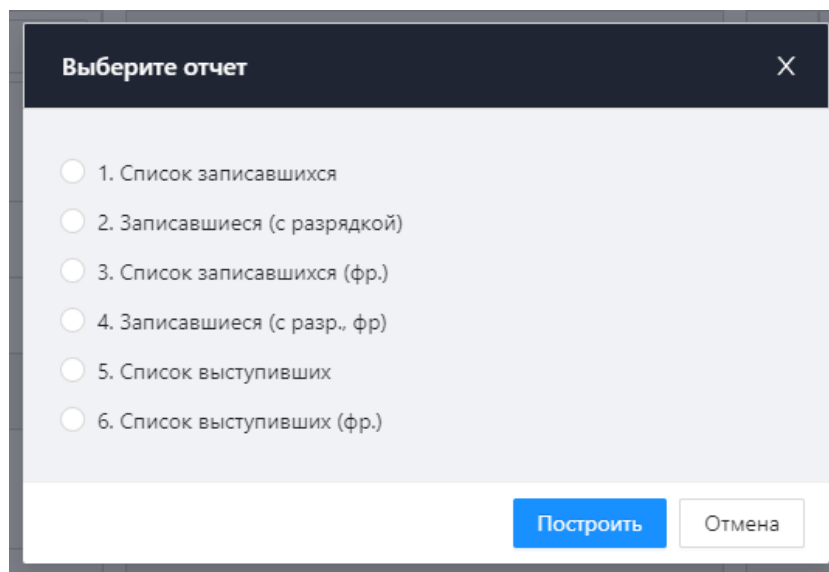 Выберите отчет
1. Список записавшихся
2. Записавшиеся (с разрядкой)
3. Список записавшихся (фр.)
4. Записавшиеся (с разр., фр)
5. Список выступивших
6. Список выступивших (фр.)
Построить Отмена